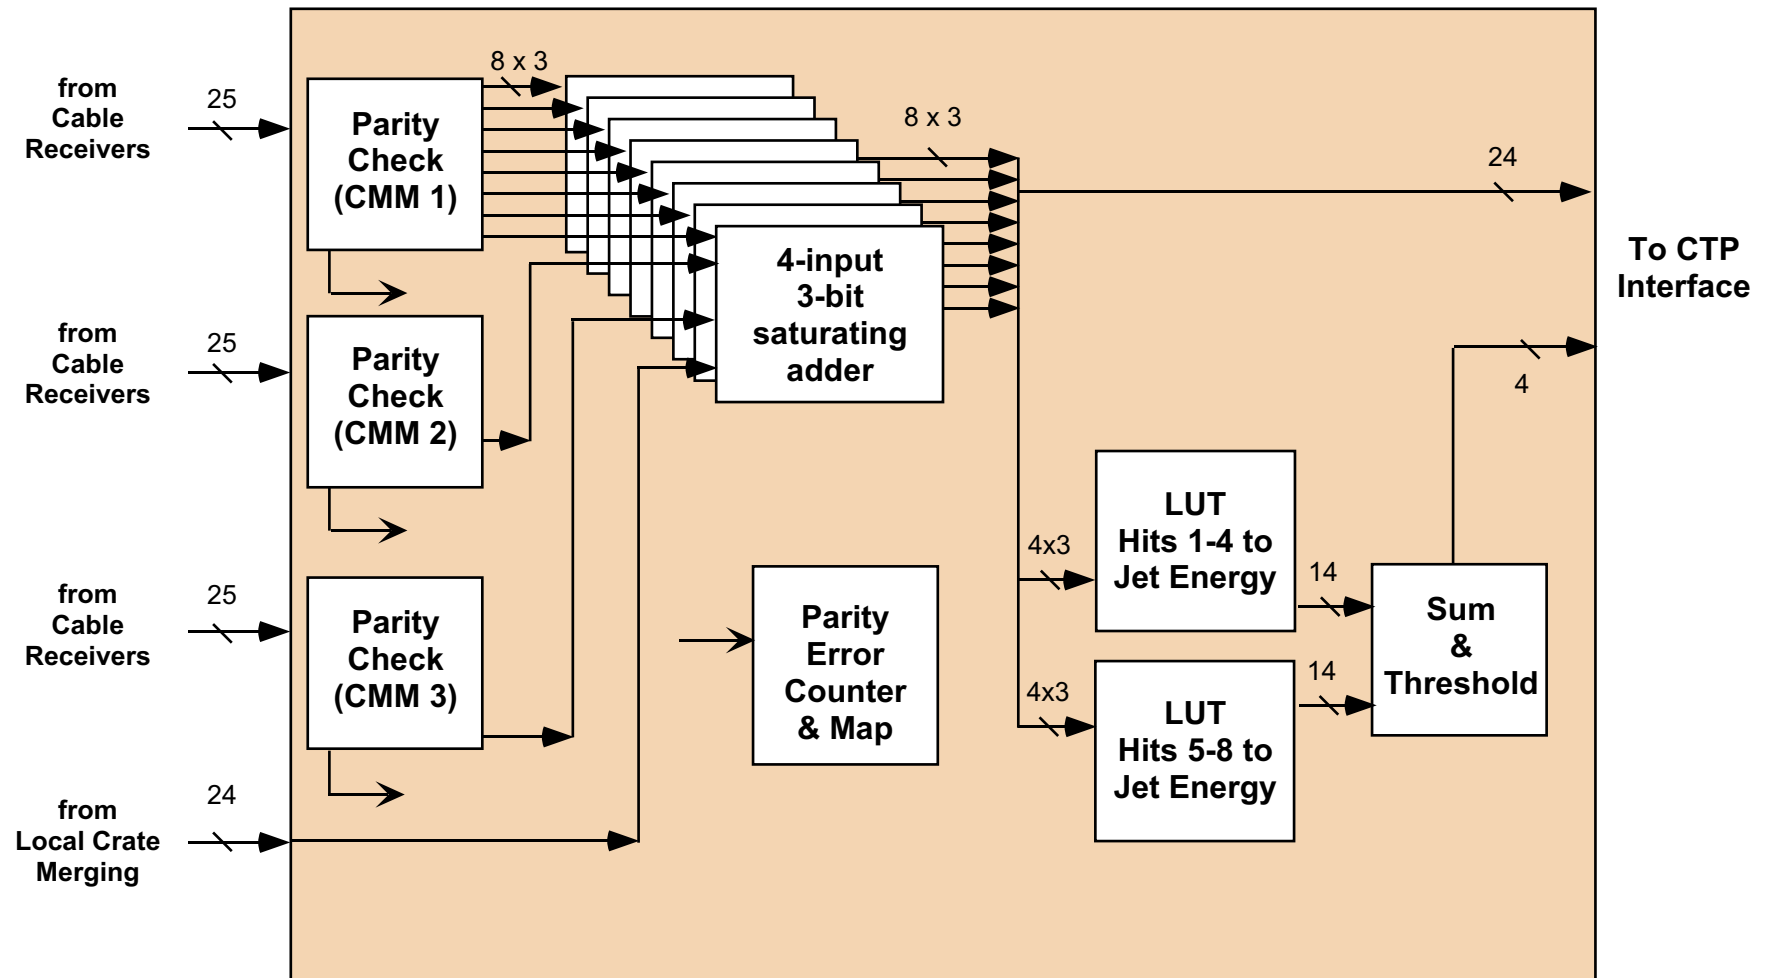 from
Cable
Receivers
25
Parity
Check
(CMM 1)
8 x 3
4-input
3-bit
saturating
adder
8 x 3
24
To CTP
Interface
from
Cable
Receivers
25
Parity
Check
(CMM 2)
4
from
Cable
Receivers
25
Parity
Check
(CMM 3)
Parity
Error
Counter
& Map
4x3
LUT
Hits 1-4 to
Jet Energy
14
Sum
&
Threshold
4x3
LUT
Hits 5-8 to
Jet Energy
14
from
Local Crate
Merging
24